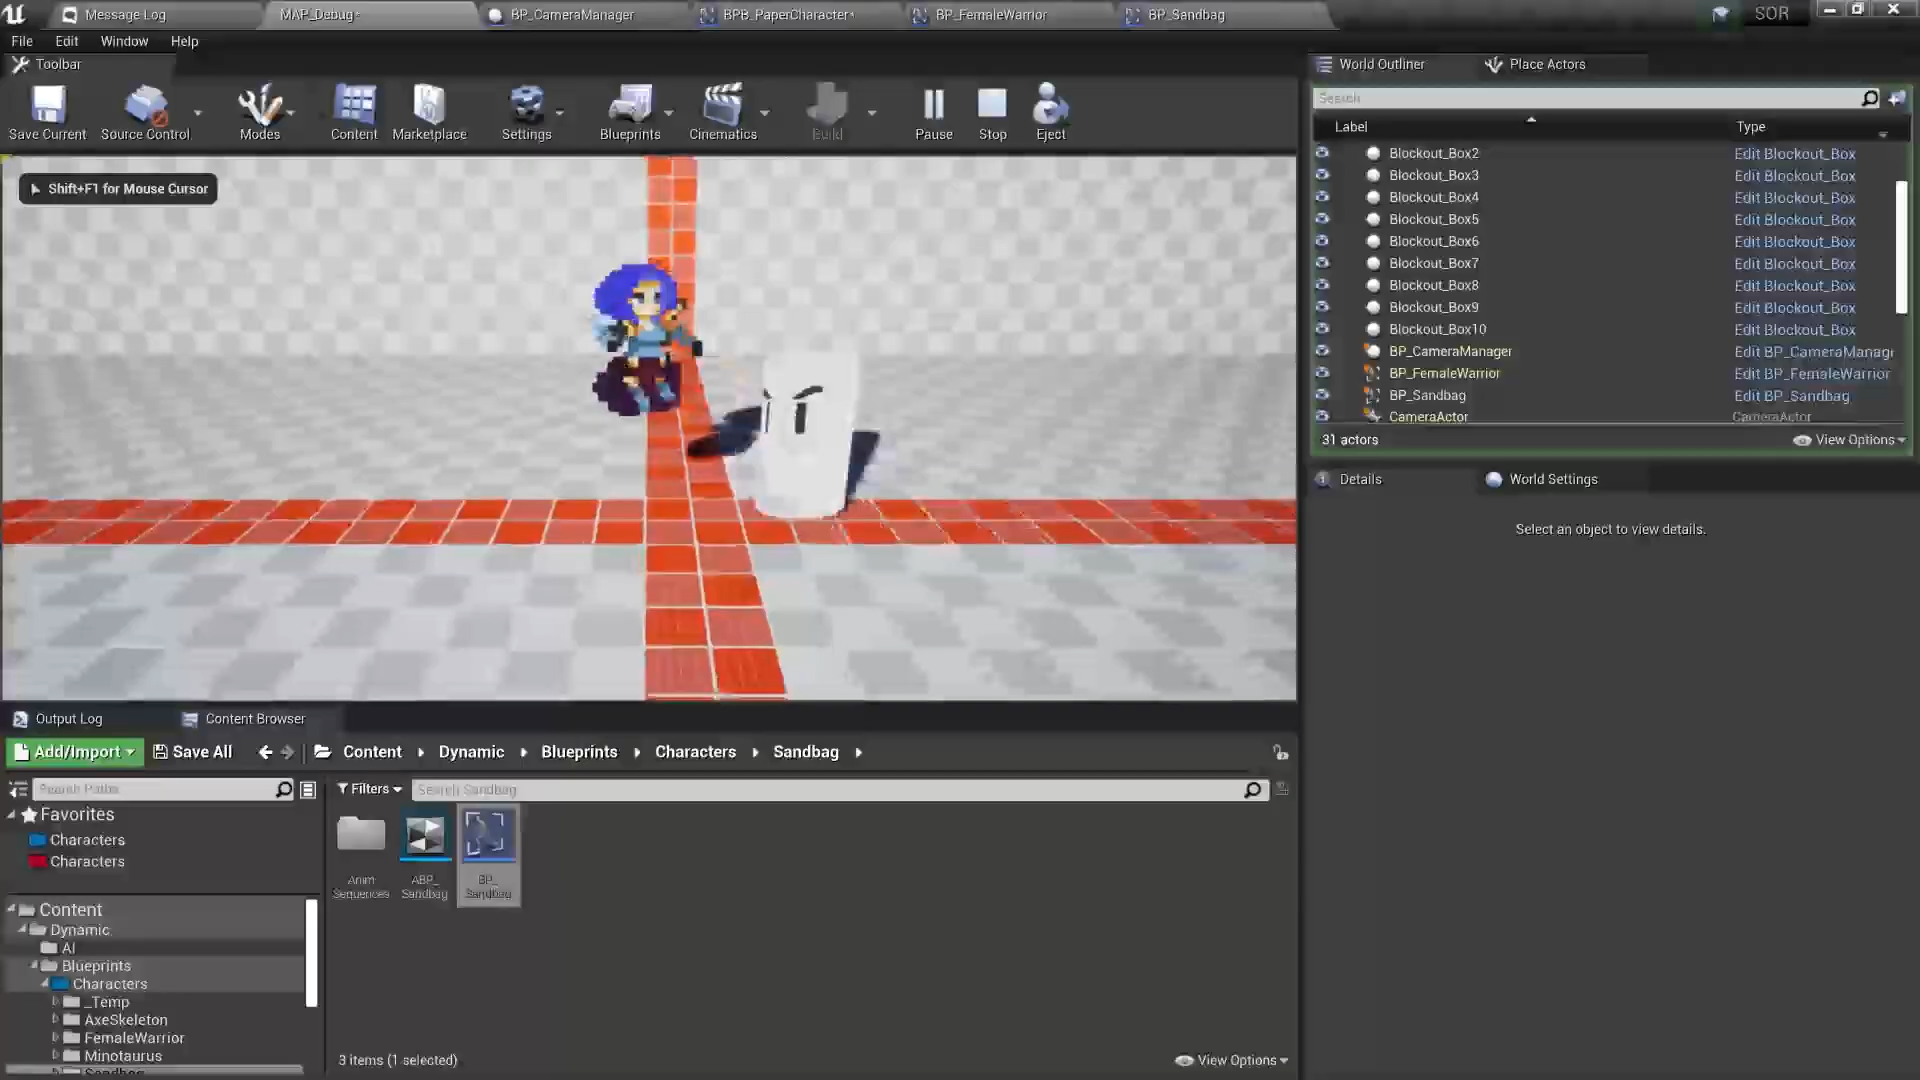 Message Log
MAP_Debug*
BP_CameraManager
BPB_PaperCharacter*
BP_FemaleWarrior
BP_Sandbag
SOR
File Edit Window Help
Toolbar
Save Current
Source Control
Modes
Content
Marketplace
Settings
Blueprints
Cinematics
Build
Pause
Stop
Eject
Shift+F1 for Mouse Cursor
World Outliner
Place Actors
Search
Label Type
Blockout_Box2 Edit Blockout_Box
Blockout_Box3 Edit Blockout_Box
Blockout_Box4 Edit Blockout_Box
Blockout_Box5 Edit Blockout_Box
Blockout_Box6 Edit Blockout_Box
Blockout_Box7 Edit Blockout_Box
Blockout_Box8 Edit Blockout_Box
Blockout_Box9 Edit Blockout_Box
Blockout_Box10 Edit Blockout_Box
BP_CameraManager Edit BP_CameraManag
BP_FemaleWarrior Edit BP_FemaleWarrior
BP_Sandbag Edit BP_Sandbag
CameraActor CameraActor
31 actors
View Options
Details
World Settings
Select an object to view details.
Output Log
Content Browser
Add/Import Save All Content Dynamic Blueprints Characters Sandbag
Search Paths
Filters
Search Sandbag
Favorites
Characters
Characters
Content
Dynamic
AI
Blueprints
Characters
_Temp
AxeSkeleton
FemaleWarrior
Minotaurus
Sandbag
Anim
Sequences
ABP_
Sandbag
BP_
Sandbag
3 items (1 selected)
View Options